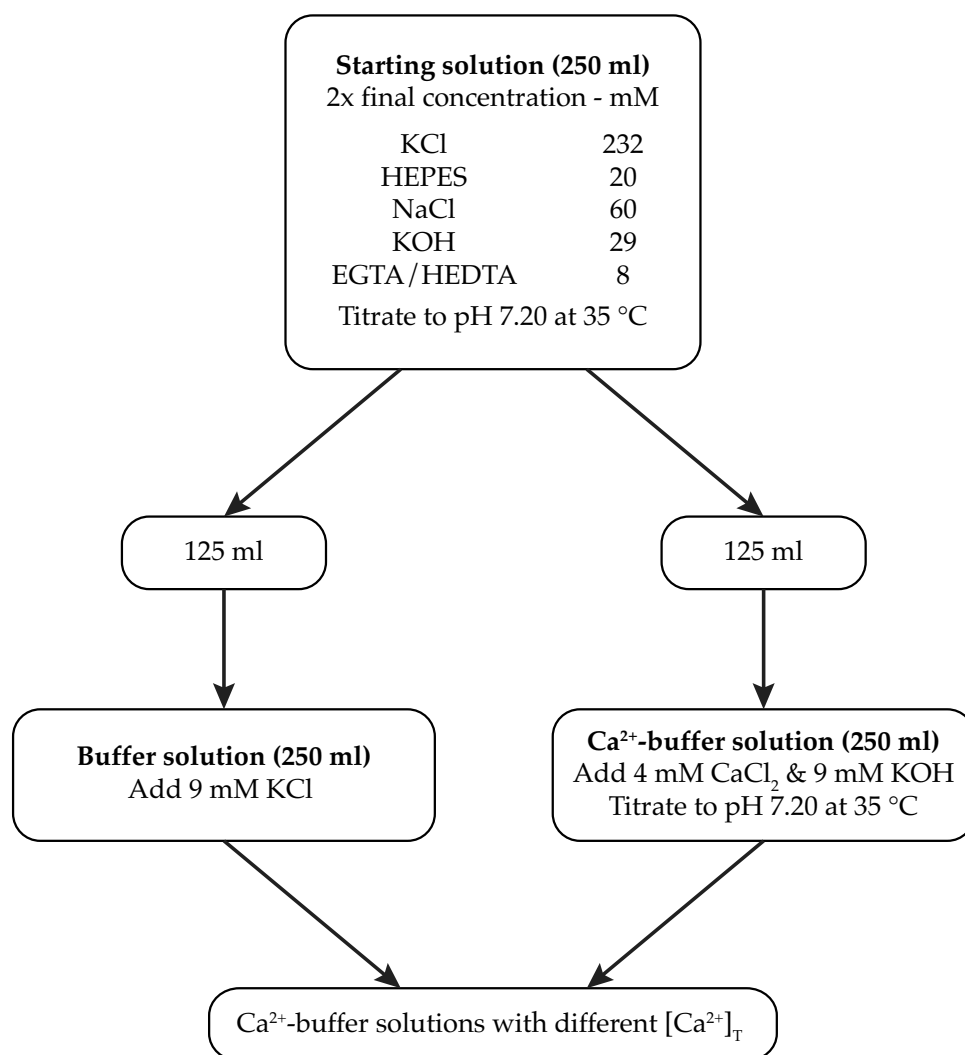 Starting solution (250 ml)
2x final concentration - mM
KCl 232
HEPES 20
NaCl 60
KOH 29
EGTA/HEDTA 8
Titrate to pH 7.20 at 35 °C
125 ml
125 ml
Buffer solution (250 ml)
Add 9 mM KCl
Ca²⁺-buffer solution (250 ml)
Add 4 mM CaCl₂ & 9 mM KOH
Titrate to pH 7.20 at 35 °C
Ca²⁺-buffer solutions with different [Ca²⁺]_T